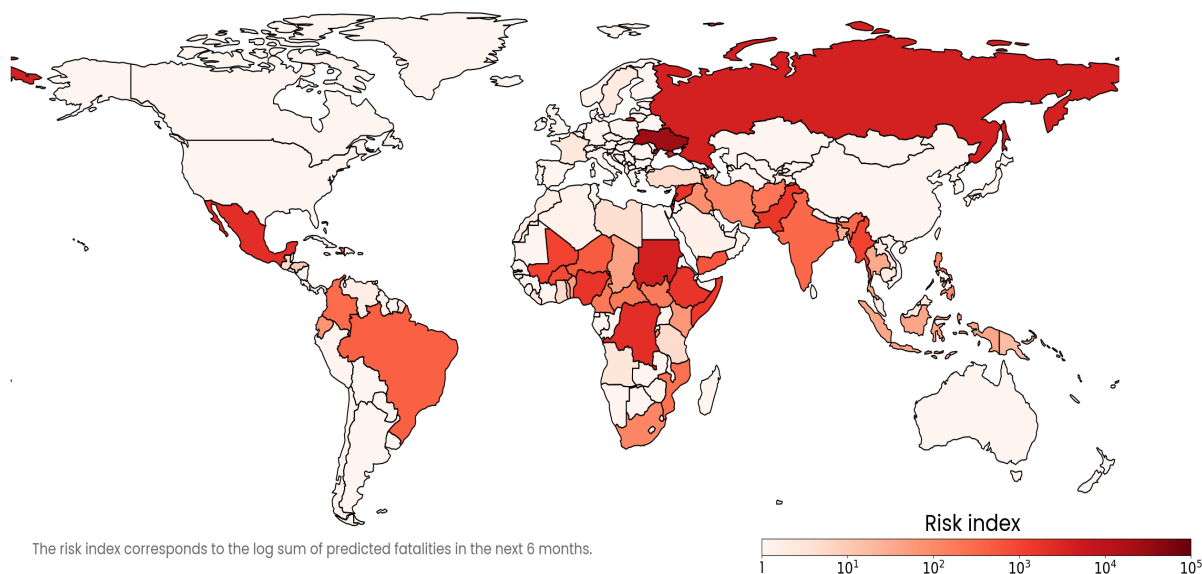 Risk index
The risk index corresponds to the log sum of predicted fatalities in the next 6 months.
1 10¹ 10² 10³ 10⁴ 10⁵